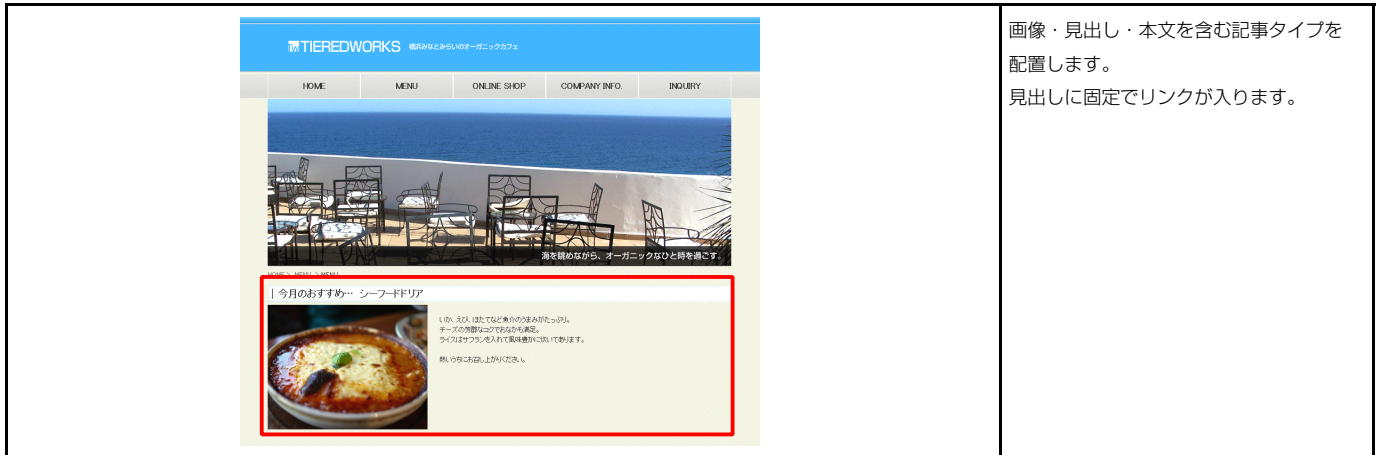 TIEREDWORKS 横浜みなとみらいのオーガニックカフェ
HOME MENU ONLINE SHOP COMPANY INFO. INQUIRY
海を眺めながら、オーガニックなひと時を過ごす。
HOME > MENU > MENU
| 今月のおすすめ… シーフードドリア
いか、えび、ほたてなど魚介のうまみがたっぷり。
チーズの芳醇なコクでおなかも満足。
ライスはサフランを入れて風味豊かに炊いてあります。
熱いうちにお召し上がりください。
画像・見出し・本文を含む記事タイプを
配置します。
見出しに固定でリンクが入ります。